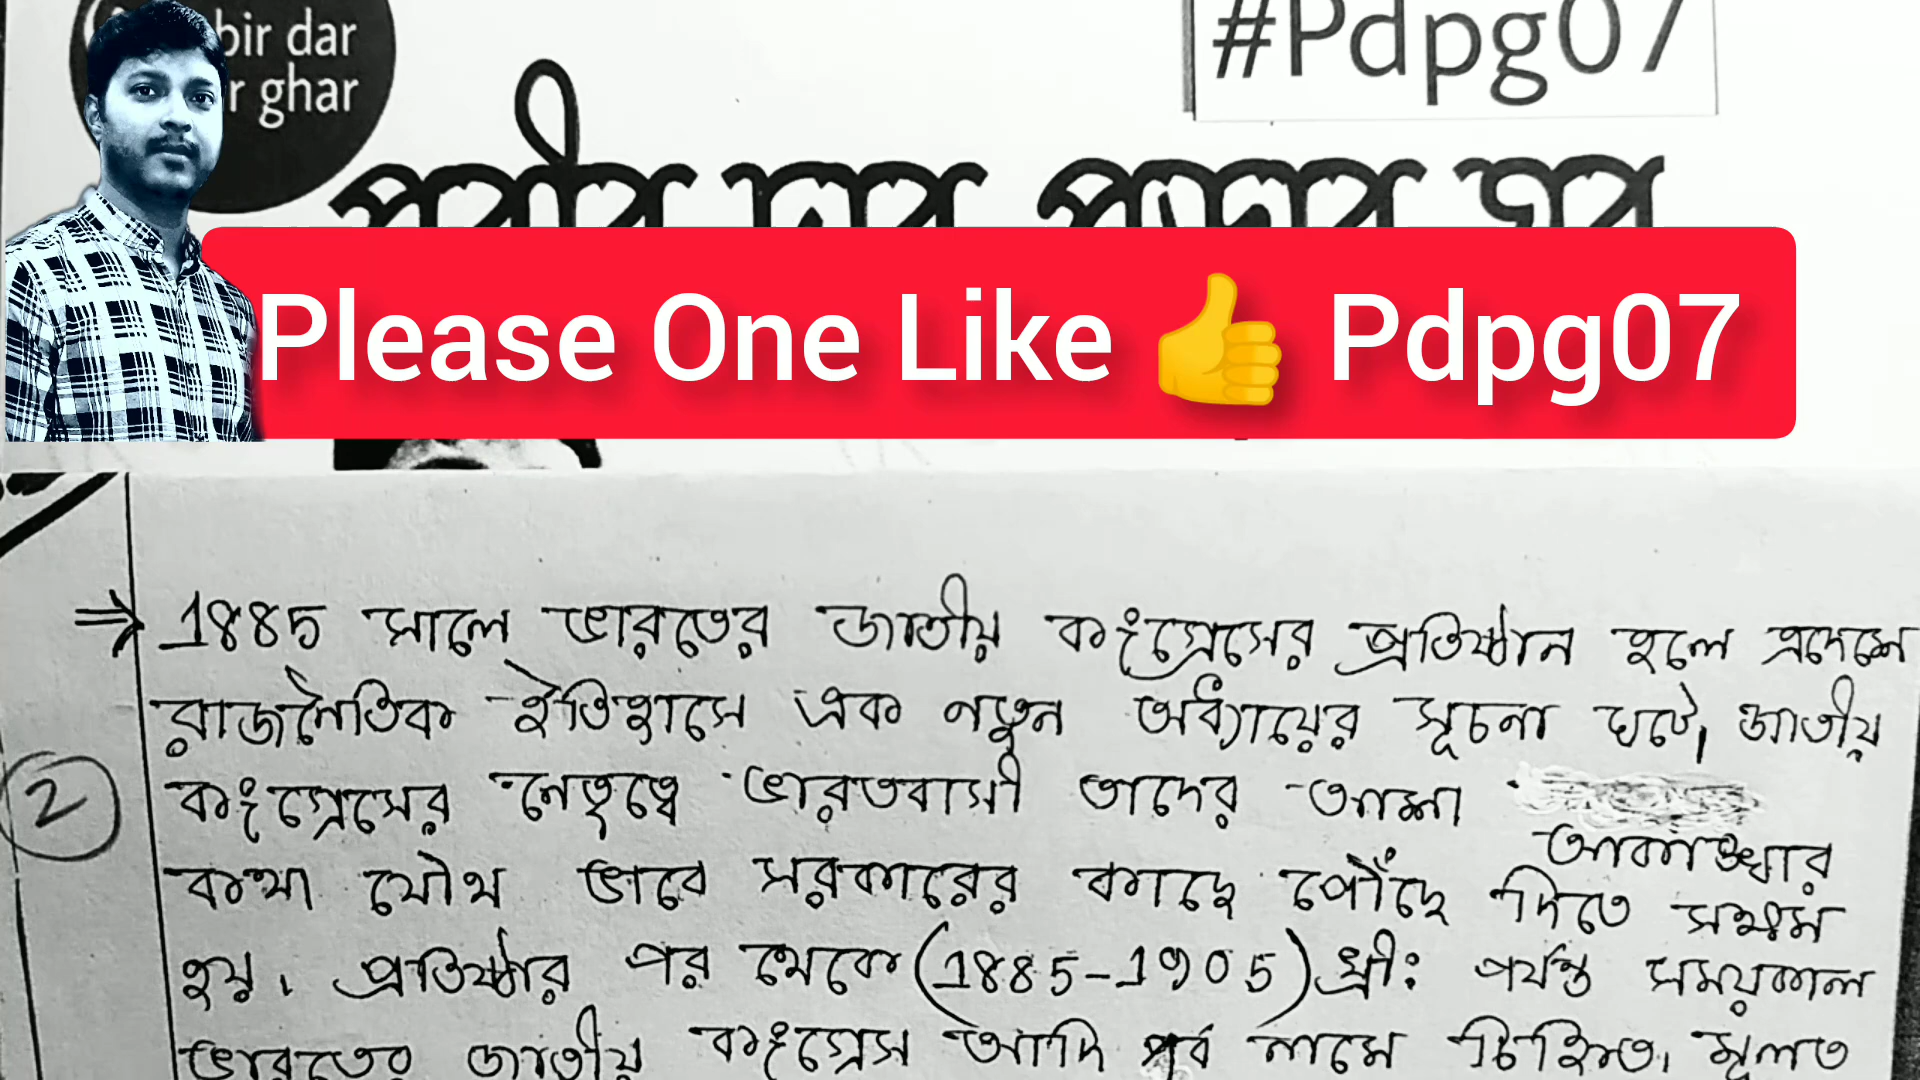 bir dar
r ghar
#Pdpg07
Please One Like 👍 Pdpg07
⇒ 1885 সালে ভারতের জাতীয় কংগ্রেসের প্রতিষ্ঠান হলে এদেশে
রাজনৈতিক ইতিহাসে এক নতুন অধ্যায়ের সূচনা ঘটে। জাতীয়
2 কংগ্রেসের নেতৃত্বে ভারতবাসী তাদের আশা
আকাঙ্খার
কথা যৌথ ভাবে সরকারের কাছে পৌঁছে দিতে সক্ষম
হয়। প্রতিষ্ঠার পর থেকে (1885-1905) খ্রীঃ পর্যন্ত সময়কাল
ভারতের জাতীয় কংগ্রেস আদি পর্ব নামে চিহ্নিত। মূলত